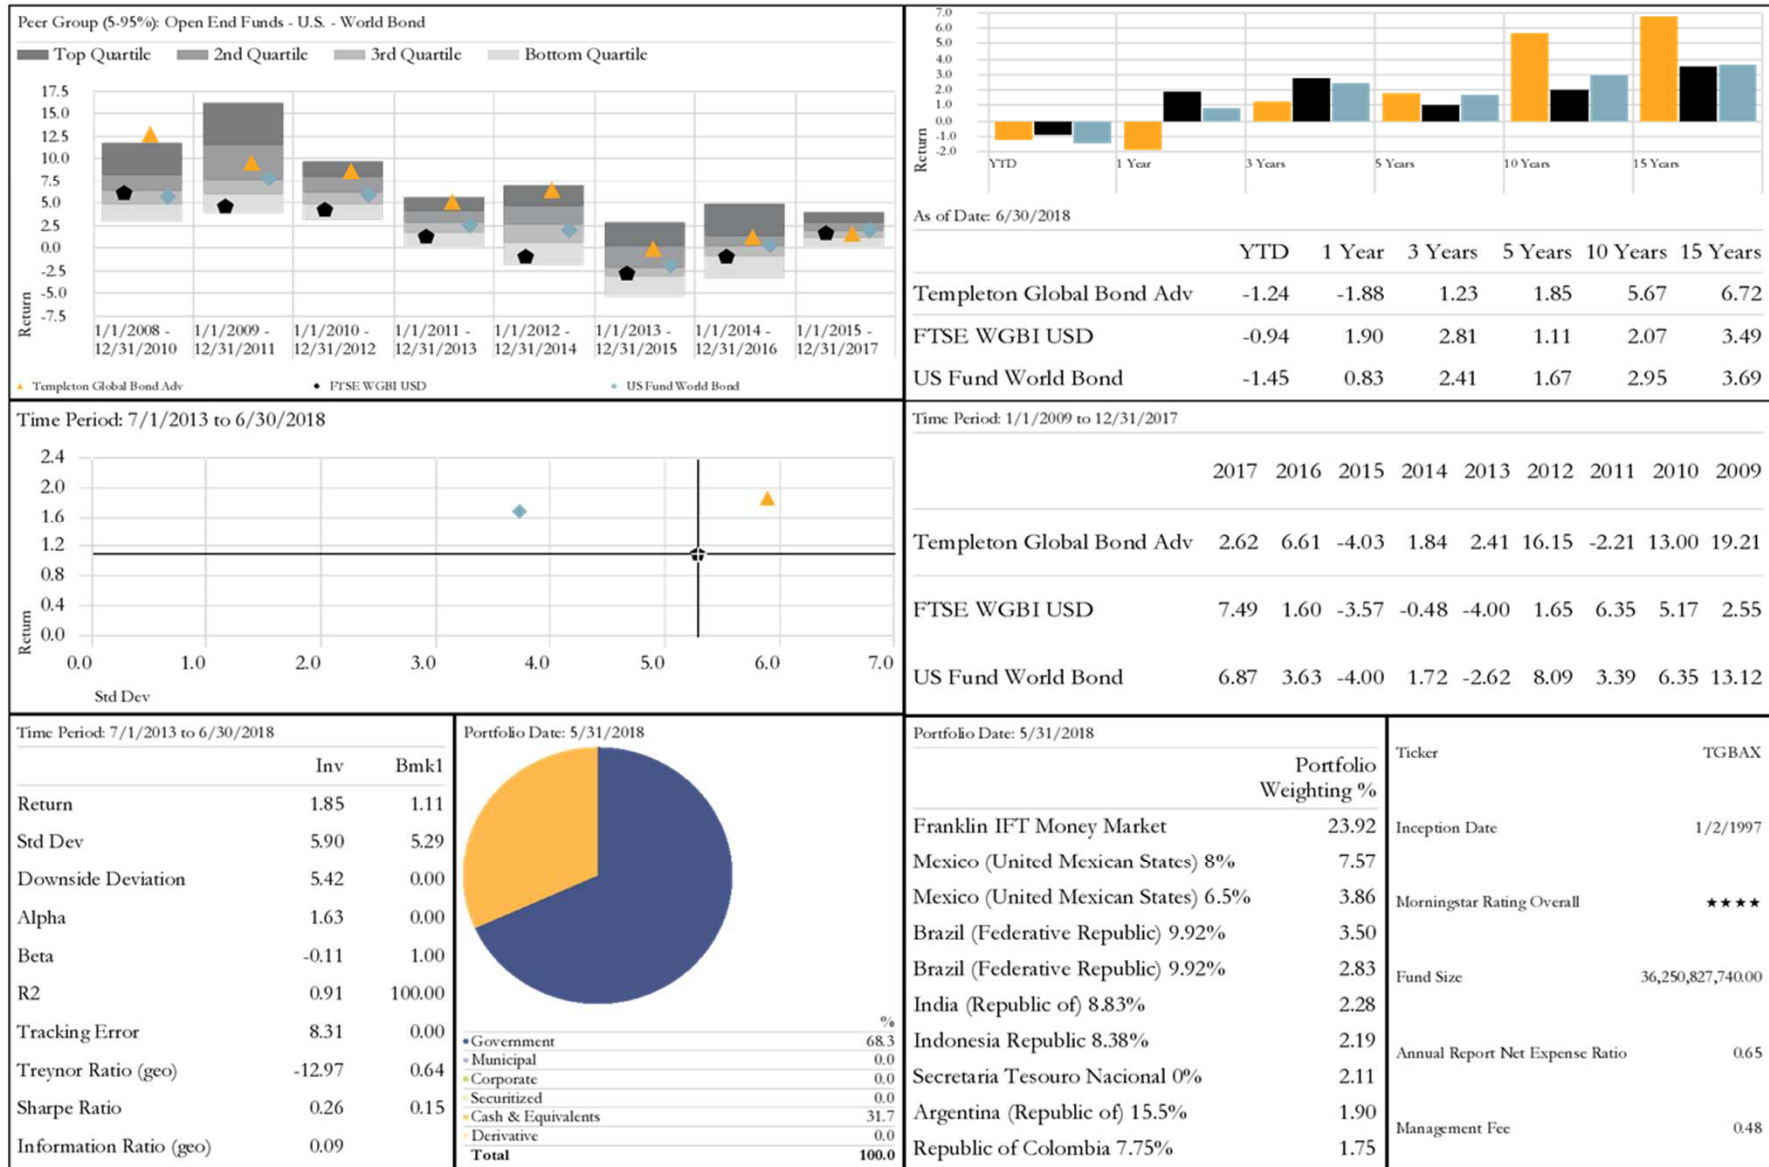 Peer Group (5-95%): Open End Funds - U.S. - World Bond
Top Quartile 2nd Quartile 3rd Quartile Bottom Quartile
17.5
15.0
12.5
10.0
7.5
5.0
2.5
0.0
-2.5
-5.0
-7.5
Return
1/1/2008 - 1/1/2009 - 1/1/2010 - 1/1/2011 - 1/1/2012 - 1/1/2013 - 1/1/2014 - 1/1/2015 -
12/31/2010 12/31/2011 12/31/2012 12/31/2013 12/31/2014 12/31/2015 12/31/2016 12/31/2017
Templeton Global Bond Adv FTSE WGBI USD US Fund World Bond
7.0
6.0
5.0
4.0
3.0
2.0
1.0
0.0
-1.0
-2.0
Return
YTD 1 Year 3 Years 5 Years 10 Years 15 Years
As of Date: 6/30/2018
YTD 1 Year 3 Years 5 Years 10 Years 15 Years
Templeton Global Bond Adv -1.24 -1.88 1.23 1.85 5.67 6.72
FTSE WGBI USD -0.94 1.90 2.81 1.11 2.07 3.49
US Fund World Bond -1.45 0.83 2.41 1.67 2.95 3.69
Time Period: 7/1/2013 to 6/30/2018
2.4
2.0
1.6
1.2
0.8
0.4
0.0
Return
0.0 1.0 2.0 3.0 4.0 5.0 6.0 7.0
Std Dev
Time Period: 1/1/2009 to 12/31/2017
2017 2016 2015 2014 2013 2012 2011 2010 2009
Templeton Global Bond Adv 2.62 6.61 -4.03 1.84 2.41 16.15 -2.21 13.00 19.21
FTSE WGBI USD 7.49 1.60 -3.57 -0.48 -4.00 1.65 6.35 5.17 2.55
US Fund World Bond 6.87 3.63 -4.00 1.72 -2.62 8.09 3.39 6.35 13.12
Time Period: 7/1/2013 to 6/30/2018
Inv Bmk1
Return 1.85 1.11
Std Dev 5.90 5.29
Downside Deviation 5.42 0.00
Alpha 1.63 0.00
Beta -0.11 1.00
R2 0.91 100.00
Tracking Error 8.31 0.00
Treynor Ratio (geo) -12.97 0.64
Sharpe Ratio 0.26 0.15
Information Ratio (geo) 0.09
Portfolio Date: 5/31/2018
%
Government 68.3
Municipal 0.0
Corporate 0.0
Securitized 0.0
Cash & Equivalents 31.7
Derivative 0.0
Total 100.0
Portfolio Date: 5/31/2018
Portfolio
Weighting %
Franklin IFT Money Market 23.92
Mexico (United Mexican States) 8% 7.57
Mexico (United Mexican States) 6.5% 3.86
Brazil (Federative Republic) 9.92% 3.50
Brazil (Federative Republic) 9.92% 2.83
India (Republic of) 8.83% 2.28
Indonesia Republic 8.38% 2.19
Secretaria Tesouro Nacional 0% 2.11
Argentina (Republic of) 15.5% 1.90
Republic of Colombia 7.75% 1.75
Ticker TGBAX
Inception Date 1/2/1997
Morningstar Rating Overall ★★★★
Fund Size 36,250,827,740.00
Annual Report Net Expense Ratio 0.65
Management Fee 0.48